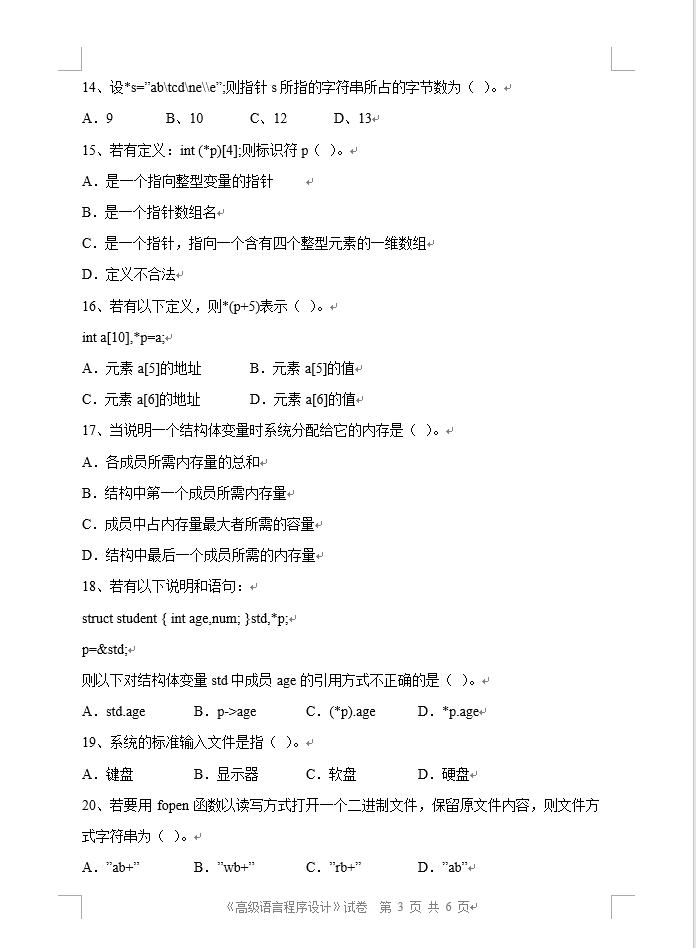 14、设*s=”ab\tcd\ne\\e”;则指针 s 所指的字符串所占的字节数为（ ）。
A．9 B、10 C、12 D、13
15、若有定义：int (*p)[4];则标识符 p（ ）。
A．是一个指向整型变量的指针
B．是一个指针数组名
C．是一个指针，指向一个含有四个整型元素的一维数组
D．定义不合法
16、若有以下定义，则*(p+5)表示（ ）。
int a[10],*p=a;
A．元素 a[5]的地址 B．元素 a[5]的值
C．元素 a[6]的地址 D．元素 a[6]的值
17、当说明一个结构体变量时系统分配给它的内存是（ ）。
A．各成员所需内存量的总和
B．结构中第一个成员所需内存量
C．成员中占内存量最大者所需的容量
D．结构中最后一个成员所需的内存量
18、若有以下说明和语句：
struct student { int age,num; }std,*p;
p=&std;
则以下对结构体变量 std 中成员 age 的引用方式不正确的是（ ）。
A．std.age B．p->age C．(*p).age D．*p.age
19、系统的标准输入文件是指（ ）。
A．键盘 B．显示器 C．软盘 D．硬盘
20、若要用 fopen 函数以读写方式打开一个二进制文件，保留原文件内容，则文件方
式字符串为（ ）。
A．”ab+” B．”wb+” C．”rb+” D．”ab”
《高级语言程序设计》试卷 第 3 页 共 6 页